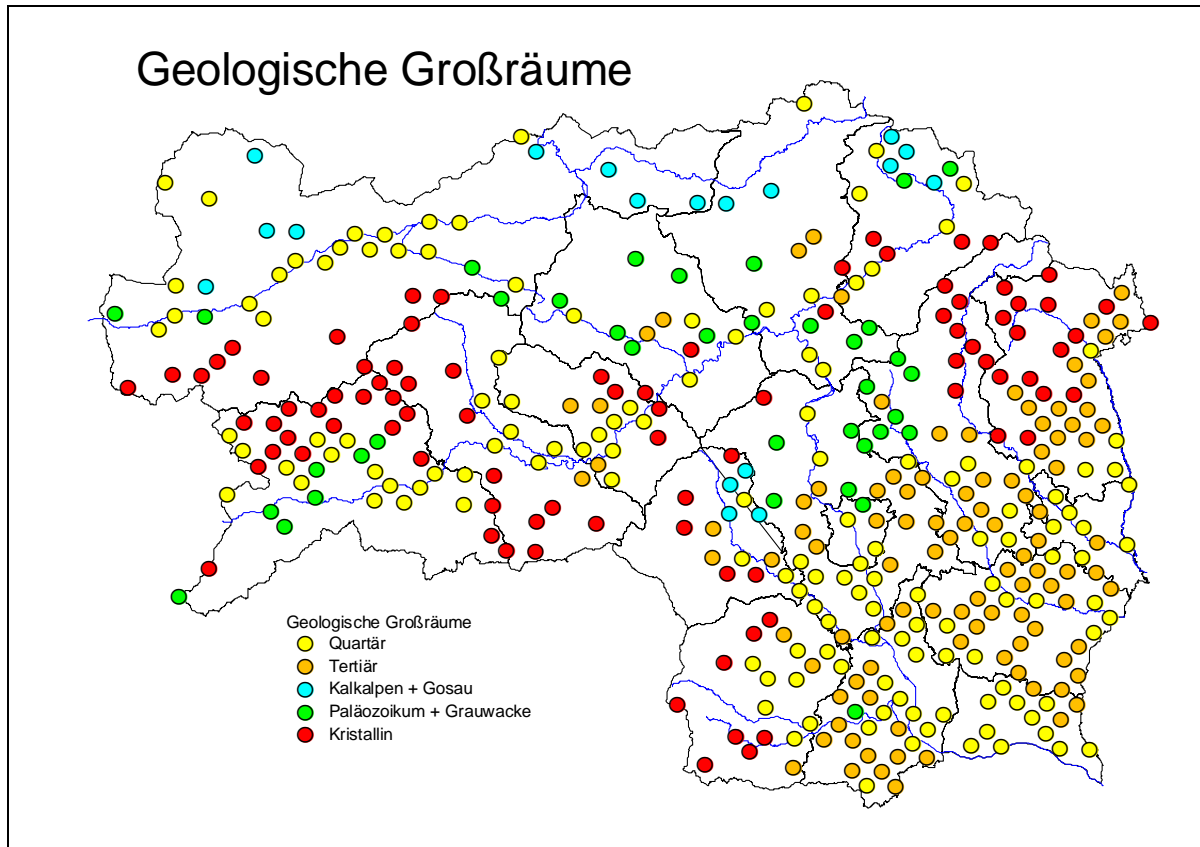 Geologische Großräume
Geologische Großräume
Quartär
Tertiär
Kalkalpen + Gosau
Paläozoikum + Grauwacke
Kristallin